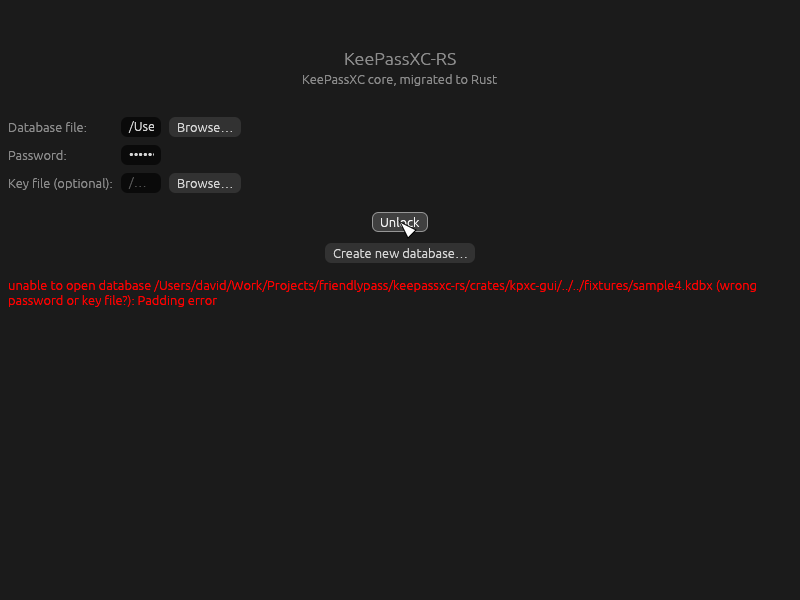 KeePassXC-RS
KeePassXC core, migrated to Rust
Database file: /Use Browse...
Password: ••••••
Key file (optional): /... Browse...
Unlock
Create new database...
unable to open database /Users/david/Work/Projects/friendlypass/keepassxc-rs/crates/kpxc-gui/../../fixtures/sample4.kdbx (wrong
password or key file?): Padding error